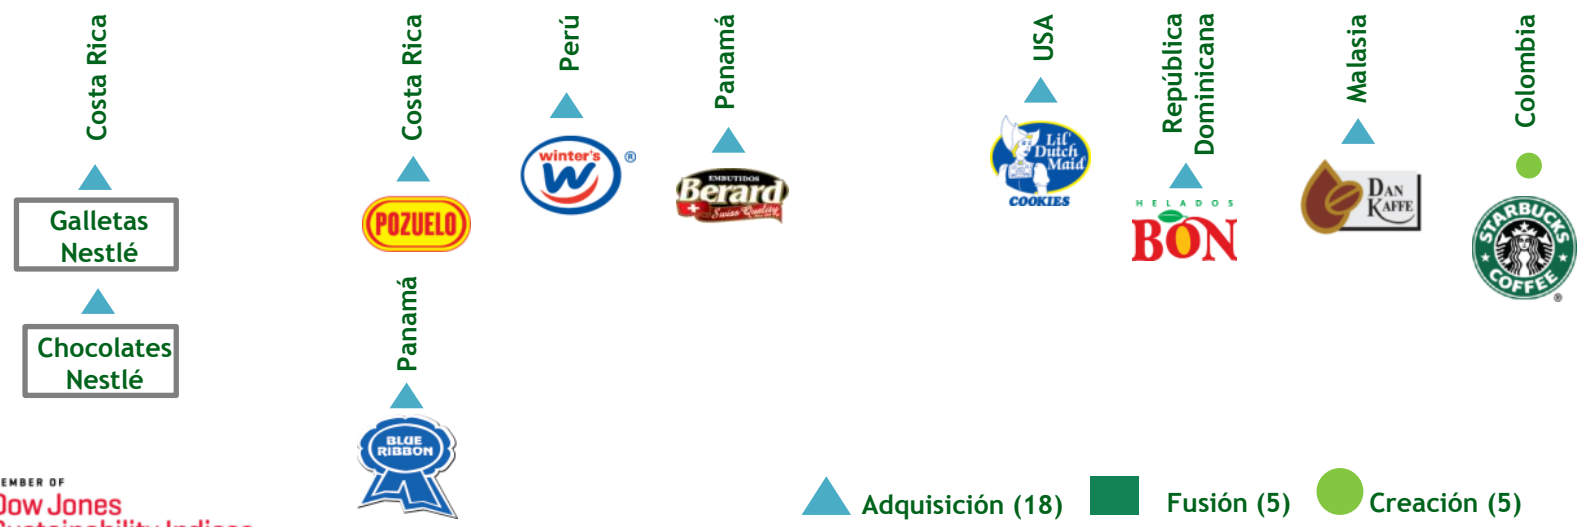 Costa Rica
Galletas
Nestlé
Chocolates
Nestlé
Costa Rica
POZUELO
Panamá
BLUE
RIBBON
Perú
winter's
W
®
Panamá
EMBUTIDOS
Berard
Swiss Quality
USA
Lil'
Dutch
Maid
COOKIES
República
Dominicana
HELADOS
BON
Malasia
DAN
KAFFE
Colombia
STARBUCKS
COFFEE
®
Dow Jones
Adquisición (18)
Fusión (5)
Creación (5)